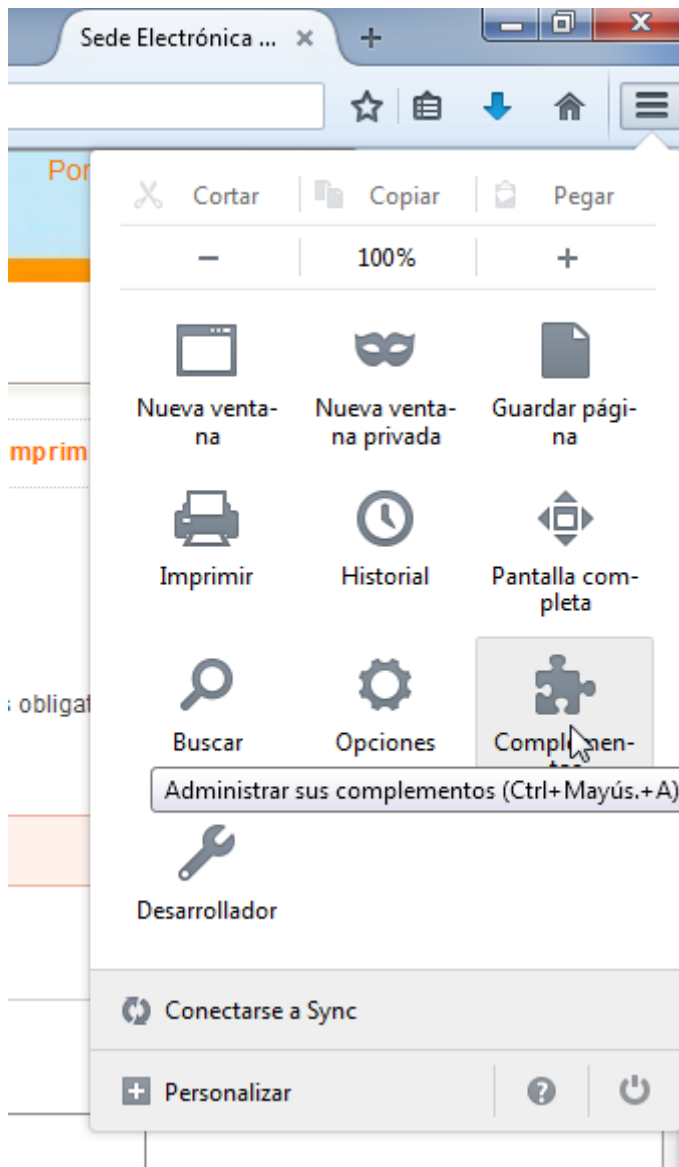 Sede Electrónica ...
Por
Cortar Copiar Pegar
100%
Nueva venta-
na
Nueva venta-
na privada
Guardar pági-
na
mprim
Imprimir
Historial
Pantalla com-
pleta
s obligat
Buscar
Opciones
Complemen-
tos
Administrar sus complementos (Ctrl+Mayús.+A)
Desarrollador
Conectarse a Sync
Personalizar